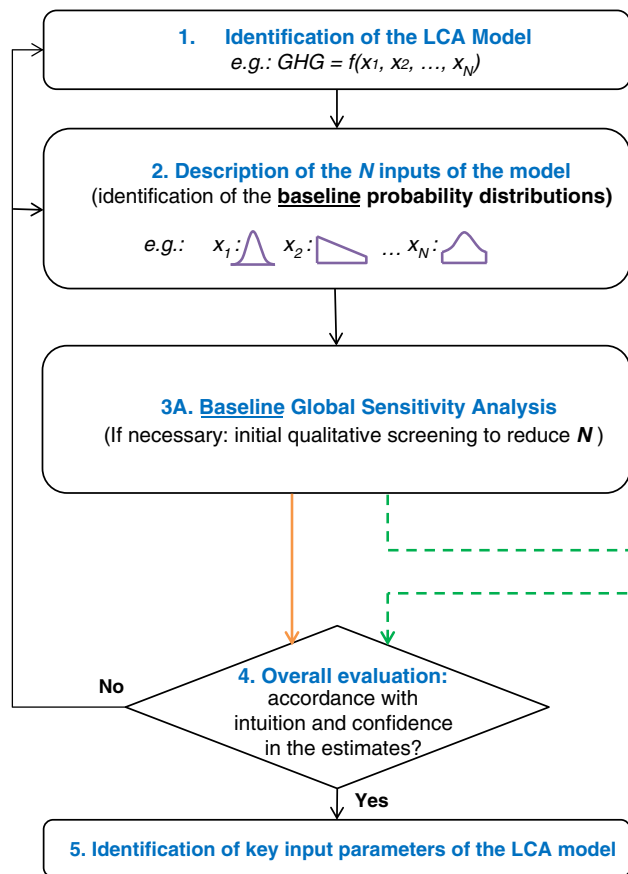 1. Identification of the LCA Model
e.g.: GHG = f(x1, x2, …, xN)
2. Description of the N inputs of the model
(identification of the baseline probability distributions)
e.g.: x1: x2: … xN:
3A. Baseline Global Sensitivity Analysis
(If necessary: initial qualitative screening to reduce N )
No
4. Overall evaluation:
accordance with
intuition and confidence
in the estimates?
Yes
5. Identification of key input parameters of the LCA model